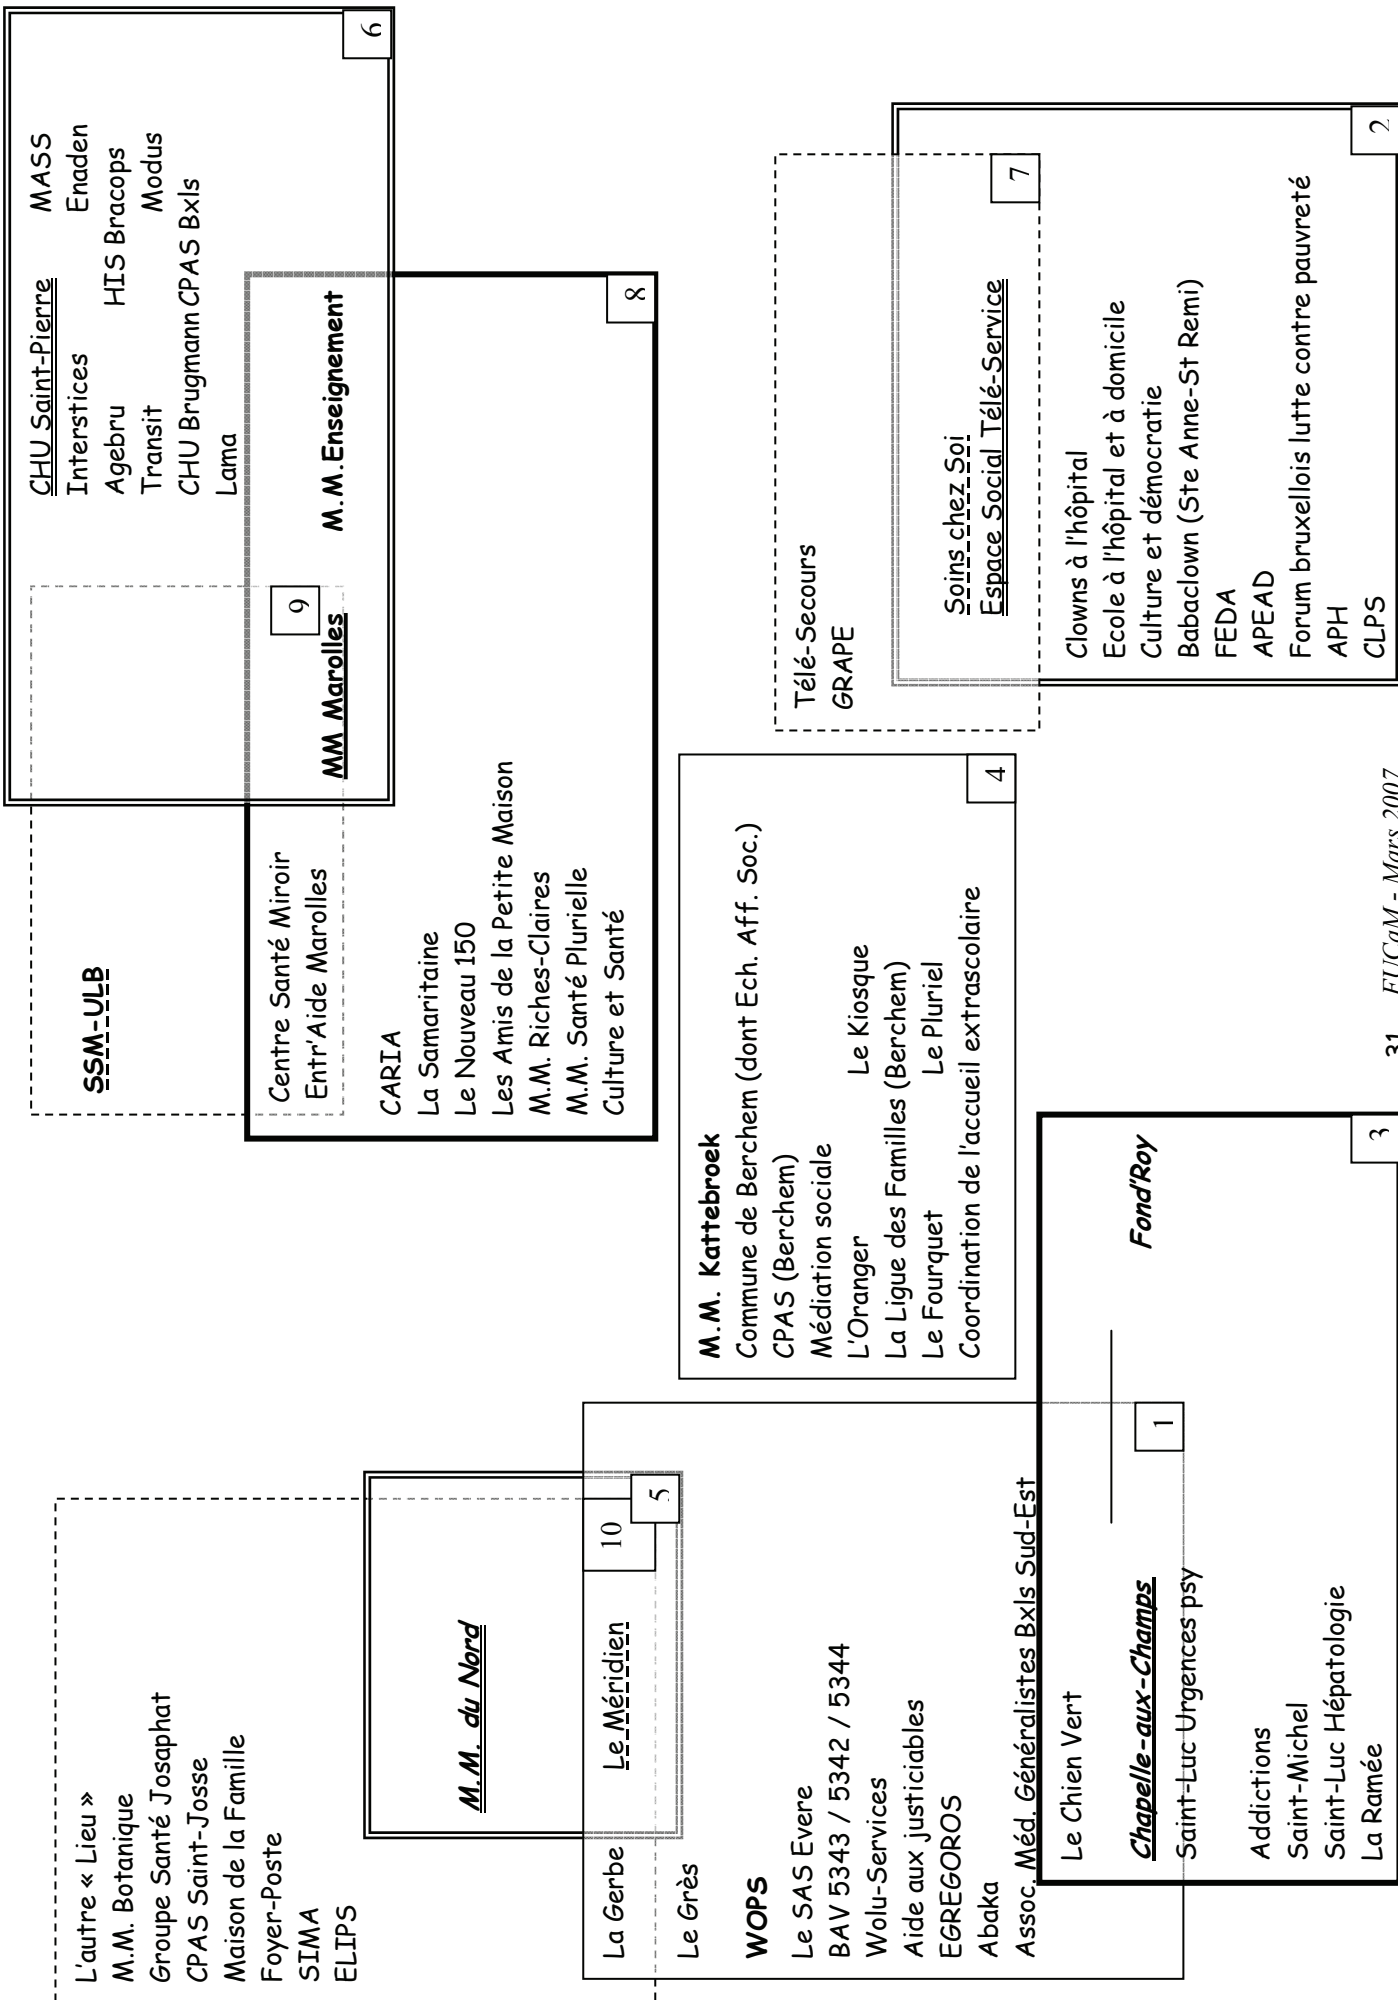 L'autre « Lieu »
M.M. Botanique
Groupe Santé Josaphat
CPAS Saint-Josse
Maison de la Famille
Foyer-Poste
SIMA
ELIPS
M.M. du Nord
La Gerbe
Le Méridien
10
5
Le Grès
WOPS
Le SAS Evere
BAV 5343 / 5342 / 5344
Wolu-Services
Aide aux justiciables
EGREGOROS
Abaka
Assoc. Méd. Généralistes Bxls Sud-Est
Le Chien Vert
Chapelle-aux-Champs
Fond'Roy
1
Saint-Luc Urgences psy
Addictions
Saint-Michel
Saint-Luc Hépatologie
La Ramée
3
SSM-ULB
Centre Santé Miroir
Entr'Aide Marolles
MM Marolles
9
M.M.Enseignement
CARIA
La Samaritaine
Le Nouveau 150
Les Amis de la Petite Maison
M.M. Riches-Claires
M.M. Santé Plurielle
Culture et Santé
8
CHU Saint-Pierre MASS
Interstices Enaden
Agebru HIS Bracops
Transit Modus
CHU Brugmann CPAS Bxls
Lama
6
M.M. Kattebroek
Commune de Berchem (dont Ech. Aff. Soc.)
CPAS (Berchem)
Médiation sociale
L'Oranger Le Kiosque
La Ligue des Familles (Berchem)
Le Fourquet Le Pluriel
Coordination de l'accueil extrascolaire
4
Télé-Secours
GRAPE
Soins chez Soi
Espace Social Télé-Service
7
Clowns à l'hôpital
Ecole à l'hôpital et à domicile
Culture et démocratie
Babaclown (Ste Anne-St Remi)
FEDA
APEAD
Forum bruxellois lutte contre pauvreté
APH
CLPS
2
31 FUCaM - Mars 2007